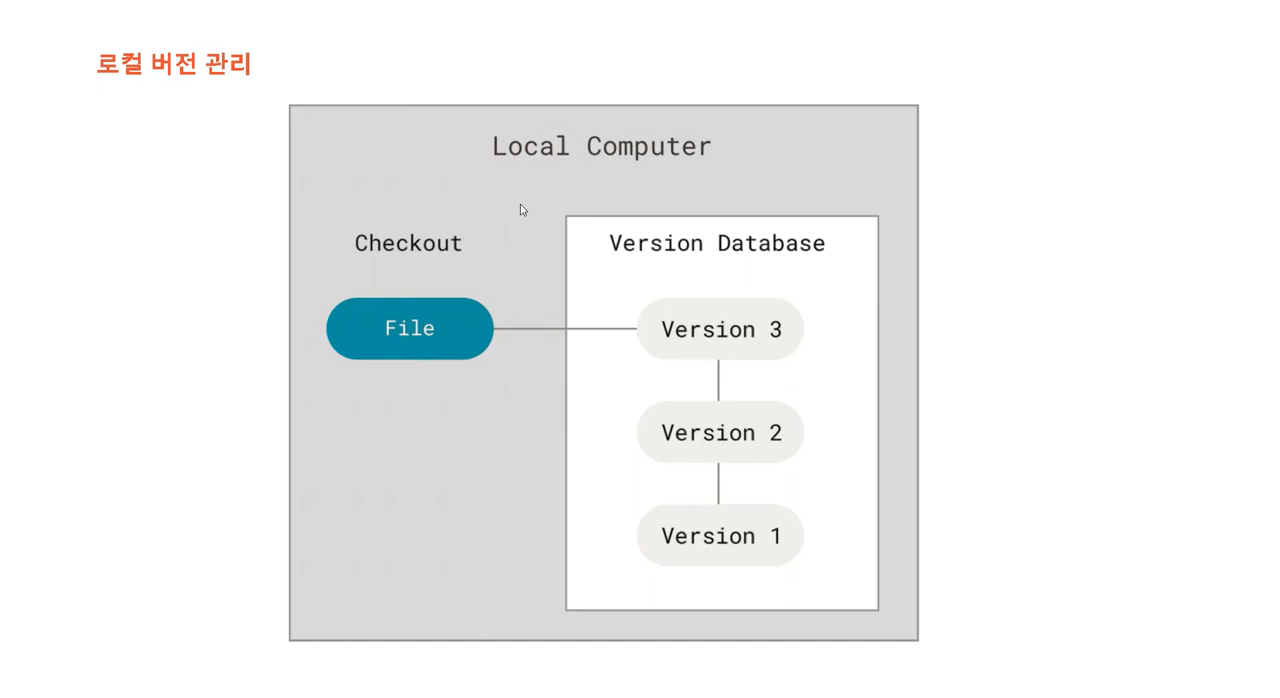 로컬 버전 관리
Local Computer
Checkout
Version Database
File
Version 3
Version 2
Version 1